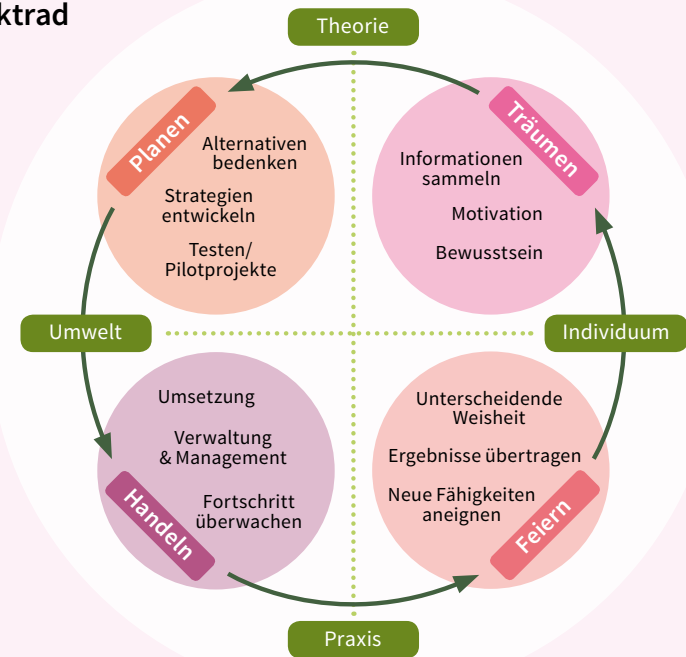 ktrad
Theorie
Planen
Alternativen
bedenken
Strategien
entwickeln
Testen/
Pilotprojekte
Träumen
Informationen
sammeln
Motivation
Bewusstsein
Umwelt
Individuum
Umsetzung
Verwaltung
& Management
Fortschritt
überwachen
Handeln
Unterscheidende
Weisheit
Ergebnisse übertragen
Neue Fähigkeiten
aneignen
Feiern
Praxis